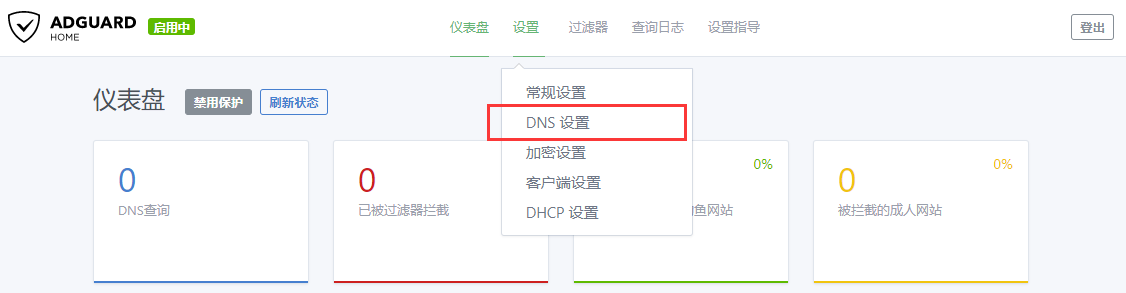 ADGUARD
HOME
启用中
仪表盘
设置
过滤器
查询日志
设置指导
登出
仪表盘
禁用保护
刷新状态
常规设置
DNS 设置
加密设置
客户端设置
DHCP 设置
0
DNS查询
0
已被过滤器拦截
0%
鱼网站
0%
0
被拦截的成人网站